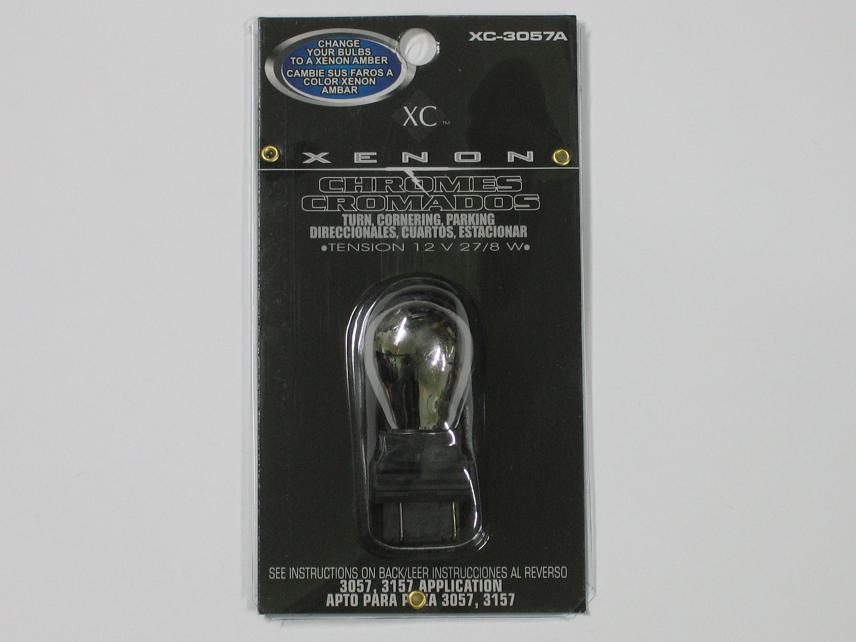 CHANGE
YOUR BULBS
TO A XENON AMBER
CAMBIE SUS FAROS A
COLOR XENON
AMBAR
XC-3057A
XC ™
XENON
CHROMES
CROMADOS
TURN, CORNERING, PARKING
DIRECCIONALES, CUARTOS, ESTACIONAR
•TENSION 12 V 27/8 W•
SEE INSTRUCTIONS ON BACK/LEER INSTRUCCIONES AL REVERSO
3057, 3157 APPLICATION
APTO PARA 3057, 3157